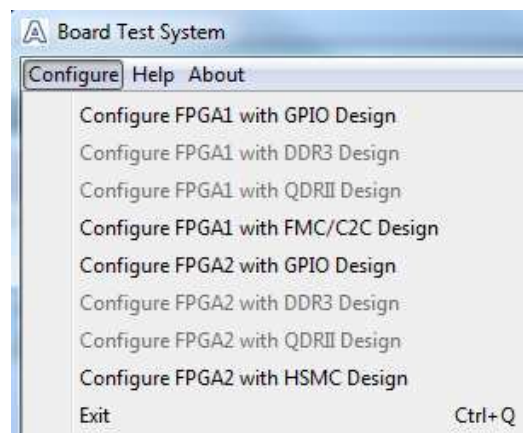 Board Test System
Configure Help About
Configure FPGA1 with GPIO Design
Configure FPGA1 with DDR3 Design
Configure FPGA1 with QDRII Design
Configure FPGA1 with FMC/C2C Design
Configure FPGA2 with GPIO Design
Configure FPGA2 with DDR3 Design
Configure FPGA2 with QDRII Design
Configure FPGA2 with HSMC Design
Exit Ctrl+Q